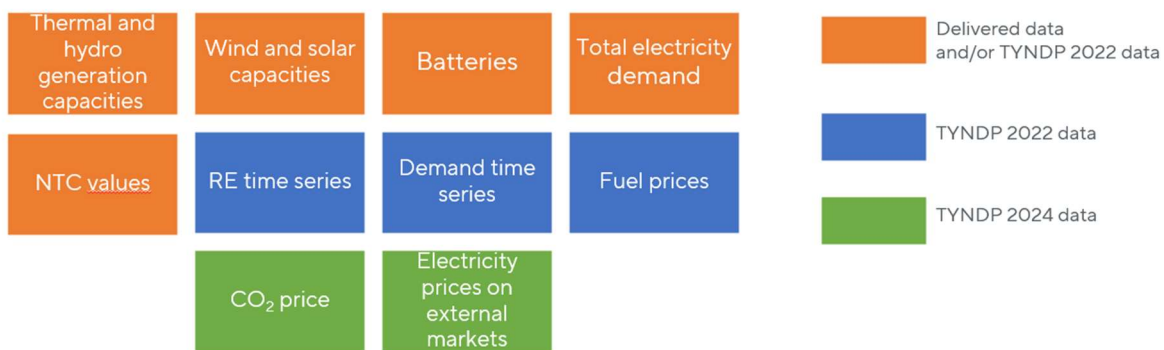 Thermal and
hydro
generation
capacities
Wind and solar
capacities
Batteries
Total electricity
demand
Delivered data
and/or TYNDP 2022 data
NTC values
RE time series
Demand time
series
Fuel prices
TYNDP 2022 data
CO₂ price
Electricity
prices on
external
markets
TYNDP 2024 data